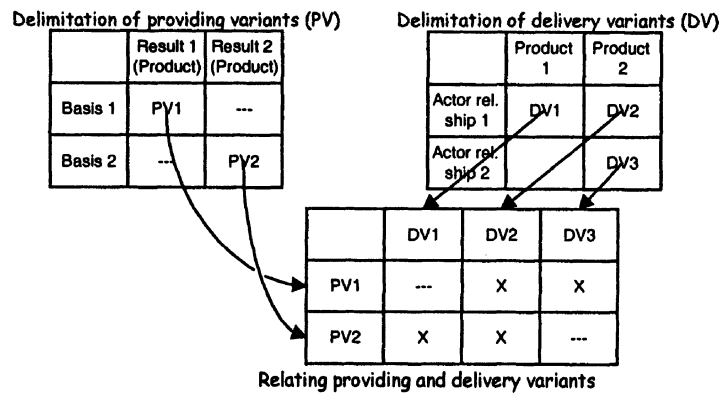 Delimitation of providing variants (PV)
Result 1 Result 2
(Product) (Product)
Basis 1 PV1 ---
Basis 2 --- PV2
Delimitation of delivery variants (DV)
Product Product
1 2
Actor rel. DV1 DV2
ship 1
Actor rel. DV3
ship 2
DV1 DV2 DV3
PV1 --- X X
PV2 X X ---
Relating providing and delivery variants